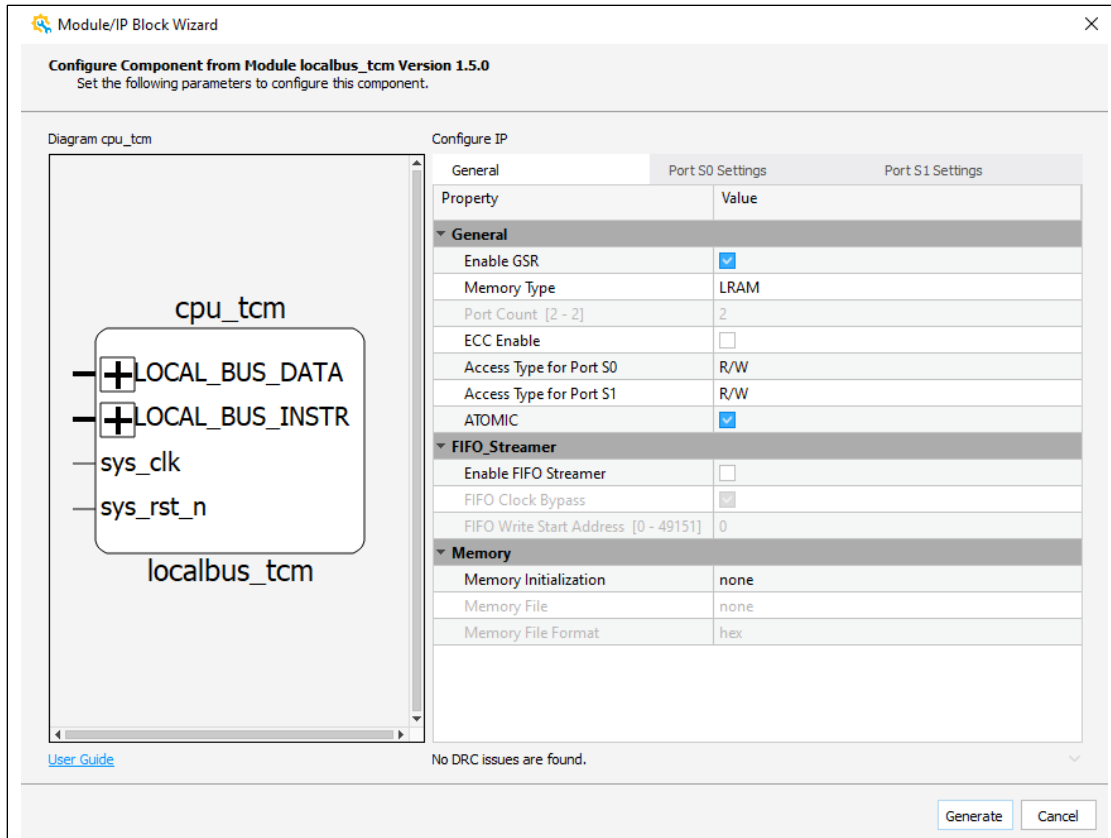 Module/IP Block Wizard
Configure Component from Module localbus_tcm Version 1.5.0
Set the following parameters to configure this component.
Diagram cpu_tcm
cpu_tcm
LOCAL_BUS_DATA
LOCAL_BUS_INSTR
sys_clk
sys_rst_n
localbus_tcm
User Guide
Configure IP
General Port S0 Settings Port S1 Settings
Property Value
General
Enable GSR
Memory Type LRAM
Port Count [2 - 2] 2
ECC Enable
Access Type for Port S0 R/W
Access Type for Port S1 R/W
ATOMIC
FIFO_Streamer
Enable FIFO Streamer
FIFO Clock Bypass
FIFO Write Start Address [0 - 49151] 0
Memory
Memory Initialization none
Memory File none
Memory File Format hex
No DRC issues are found.
Generate Cancel